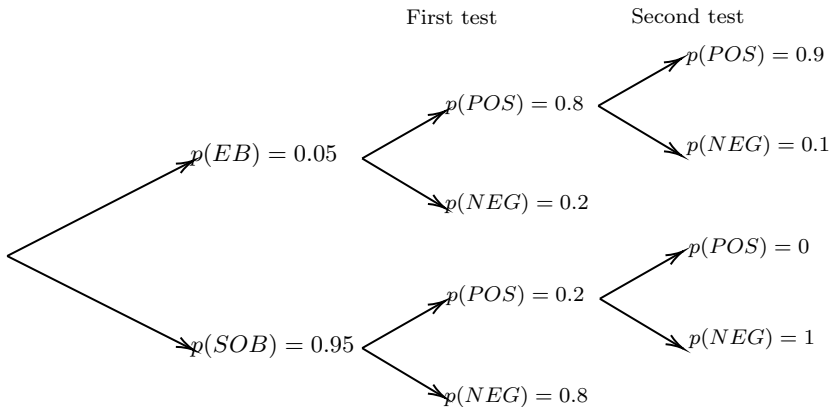 First test Second test
p(POS) = 0.9
p(POS) = 0.8
p(EB) = 0.05
p(NEG) = 0.1
p(NEG) = 0.2
p(POS) = 0
p(POS) = 0.2
p(SOB) = 0.95
p(NEG) = 1
p(NEG) = 0.8